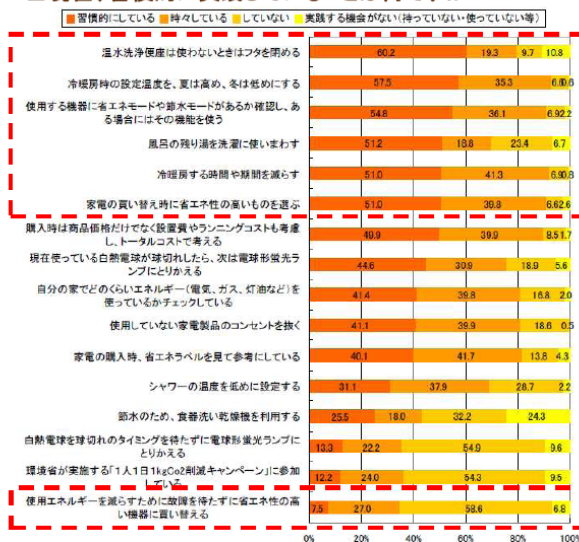 ■習慣的にしている ■時々している □していない □実践する機会がない(持っていない・使っていない等)
温水洗浄便座は使わないときはフタを閉める
60.2 19.3 9.7 10.8
冷暖房時の設定温度を、夏は高め、冬は低めにする
57.5 35.3
使用する機器に省エネモードや節水モードがあるか確認し、あ
る場合にはその機能を使う
54.8 36.1 6.9 2.2
風呂の残り湯を洗濯に使いまわす
51.2 18.8 23.4 6.7
冷暖房する時間や期間を減らす
51.0 41.3 6.9 0.8
家電の買い替え時に省エネ性の高いものを選ぶ
51.0 39.8 6.6 2.6
購入時は商品価格だけでなく設置費やランニングコストも考慮
し、トータルコストで考える
49.9 39.9 8.5 1.7
現在使っている白熱電球が球切れしたら、次は電球形蛍光ラ
ンプにとりかえる
44.6 30.9 18.9 5.6
自分の家でどのくらいエネルギー(電気、ガス、灯油など)を
使っているかチェックしている
41.4 39.8 16.8 2.0
使用していない家電製品のコンセントを抜く
41.1 39.9 18.6 0.5
家電の購入時、省エネラベルを見て参考にしている
40.1 41.7 13.8 4.3
シャワーの温度を低めに設定する
31.1 37.9 28.7 2.2
節水のため、食器洗い乾燥機を利用する
25.5 18.0 32.2 24.3
白熱電球を球切れのタイミングを待たずに電球形蛍光ランプに
とりかえる
13.3 22.2 54.9 9.6
環境省が実施する「1人1日1kgCo2削減キャンペーン」に参加
している
12.2 24.0 54.3 9.5
使用エネルギーを減らすために故障を待たずに省エネ性の高
い機器に買い替える
7.5 27.0 58.6 6.8
0% 20% 40% 60% 80% 100%